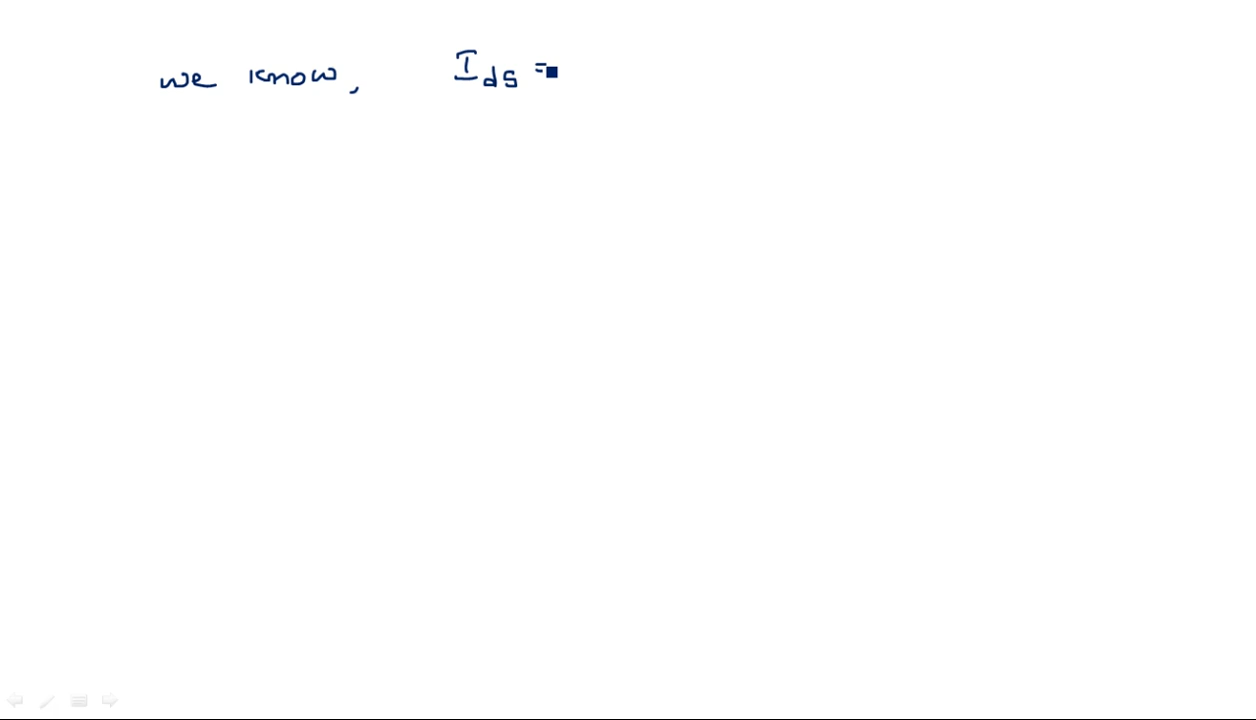 we know, Ids =